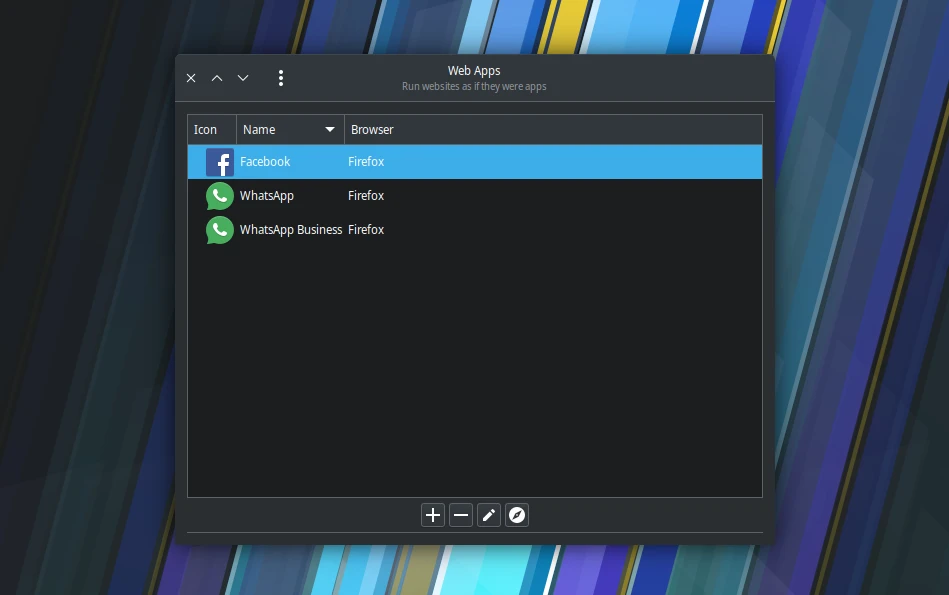 Web Apps
Run websites as if they were apps
Icon Name Browser
Facebook Firefox
WhatsApp Firefox
WhatsApp Business Firefox